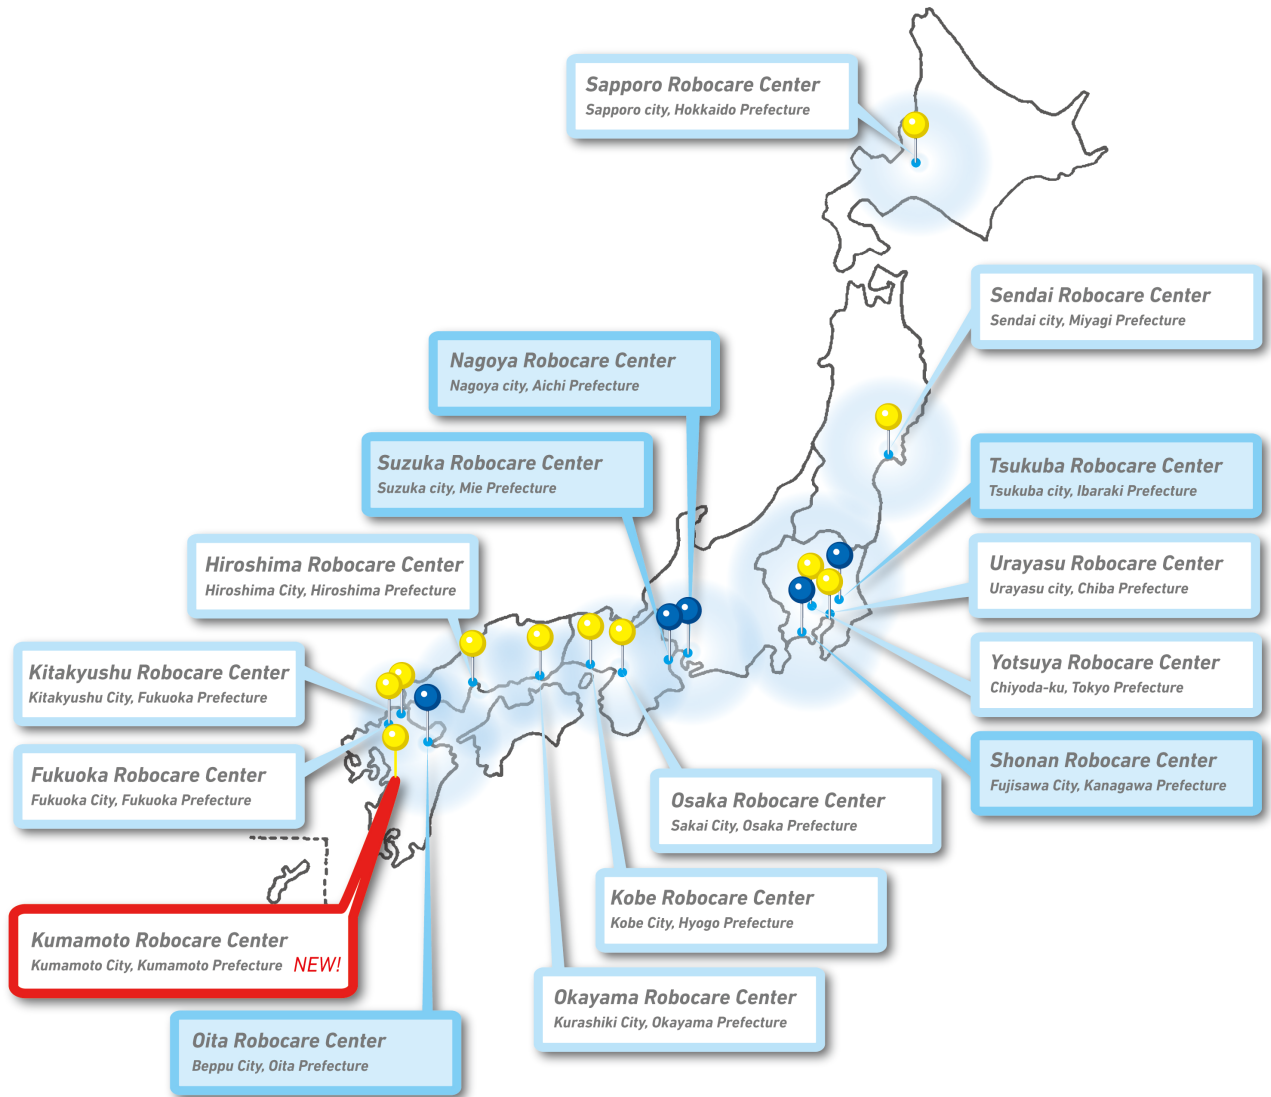 Sapporo Robocare Center
Sapporo city, Hokkaido Prefecture
Sendai Robocare Center
Sendai city, Miyagi Prefecture
Nagoya Robocare Center
Nagoya city, Aichi Prefecture
Suzuka Robocare Center
Suzuka city, Mie Prefecture
Tsukuba Robocare Center
Tsukuba city, Ibaraki Prefecture
Hiroshima Robocare Center
Hiroshima City, Hiroshima Prefecture
Urayasu Robocare Center
Urayasu city, Chiba Prefecture
Kitakyushu Robocare Center
Kitakyushu City, Fukuoka Prefecture
Yotsuya Robocare Center
Chiyoda-ku, Tokyo Prefecture
Fukuoka Robocare Center
Fukuoka City, Fukuoka Prefecture
Shonan Robocare Center
Fujisawa City, Kanagawa Prefecture
Osaka Robocare Center
Sakai City, Osaka Prefecture
Kobe Robocare Center
Kobe City, Hyogo Prefecture
Kumamoto Robocare Center
Kumamoto City, Kumamoto Prefecture NEW!
Okayama Robocare Center
Kurashiki City, Okayama Prefecture
Oita Robocare Center
Beppu City, Oita Prefecture